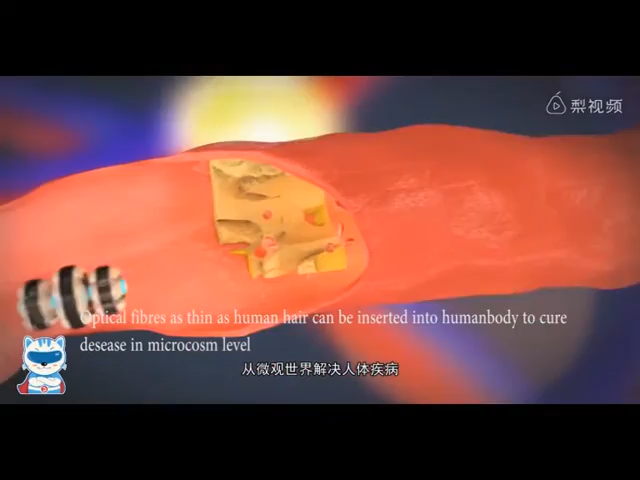 梨视频
Optical fibres as thin as human hair can be inserted into humanbody to cure
desease in microcosm level
从微观世界解决人体疾病